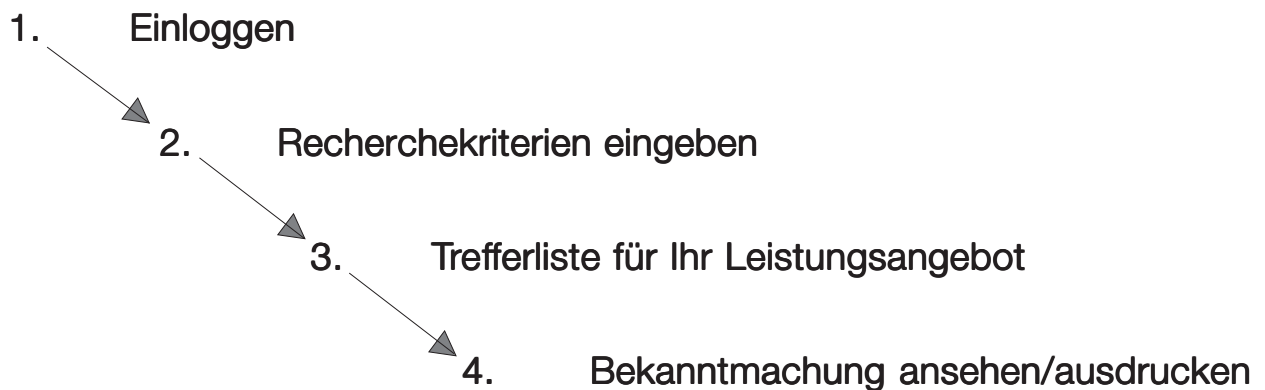 1. Einloggen
2. Recherchekriterien eingeben
3. Trefferliste für Ihr Leistungsangebot
4. Bekanntmachung ansehen/ausdrucken